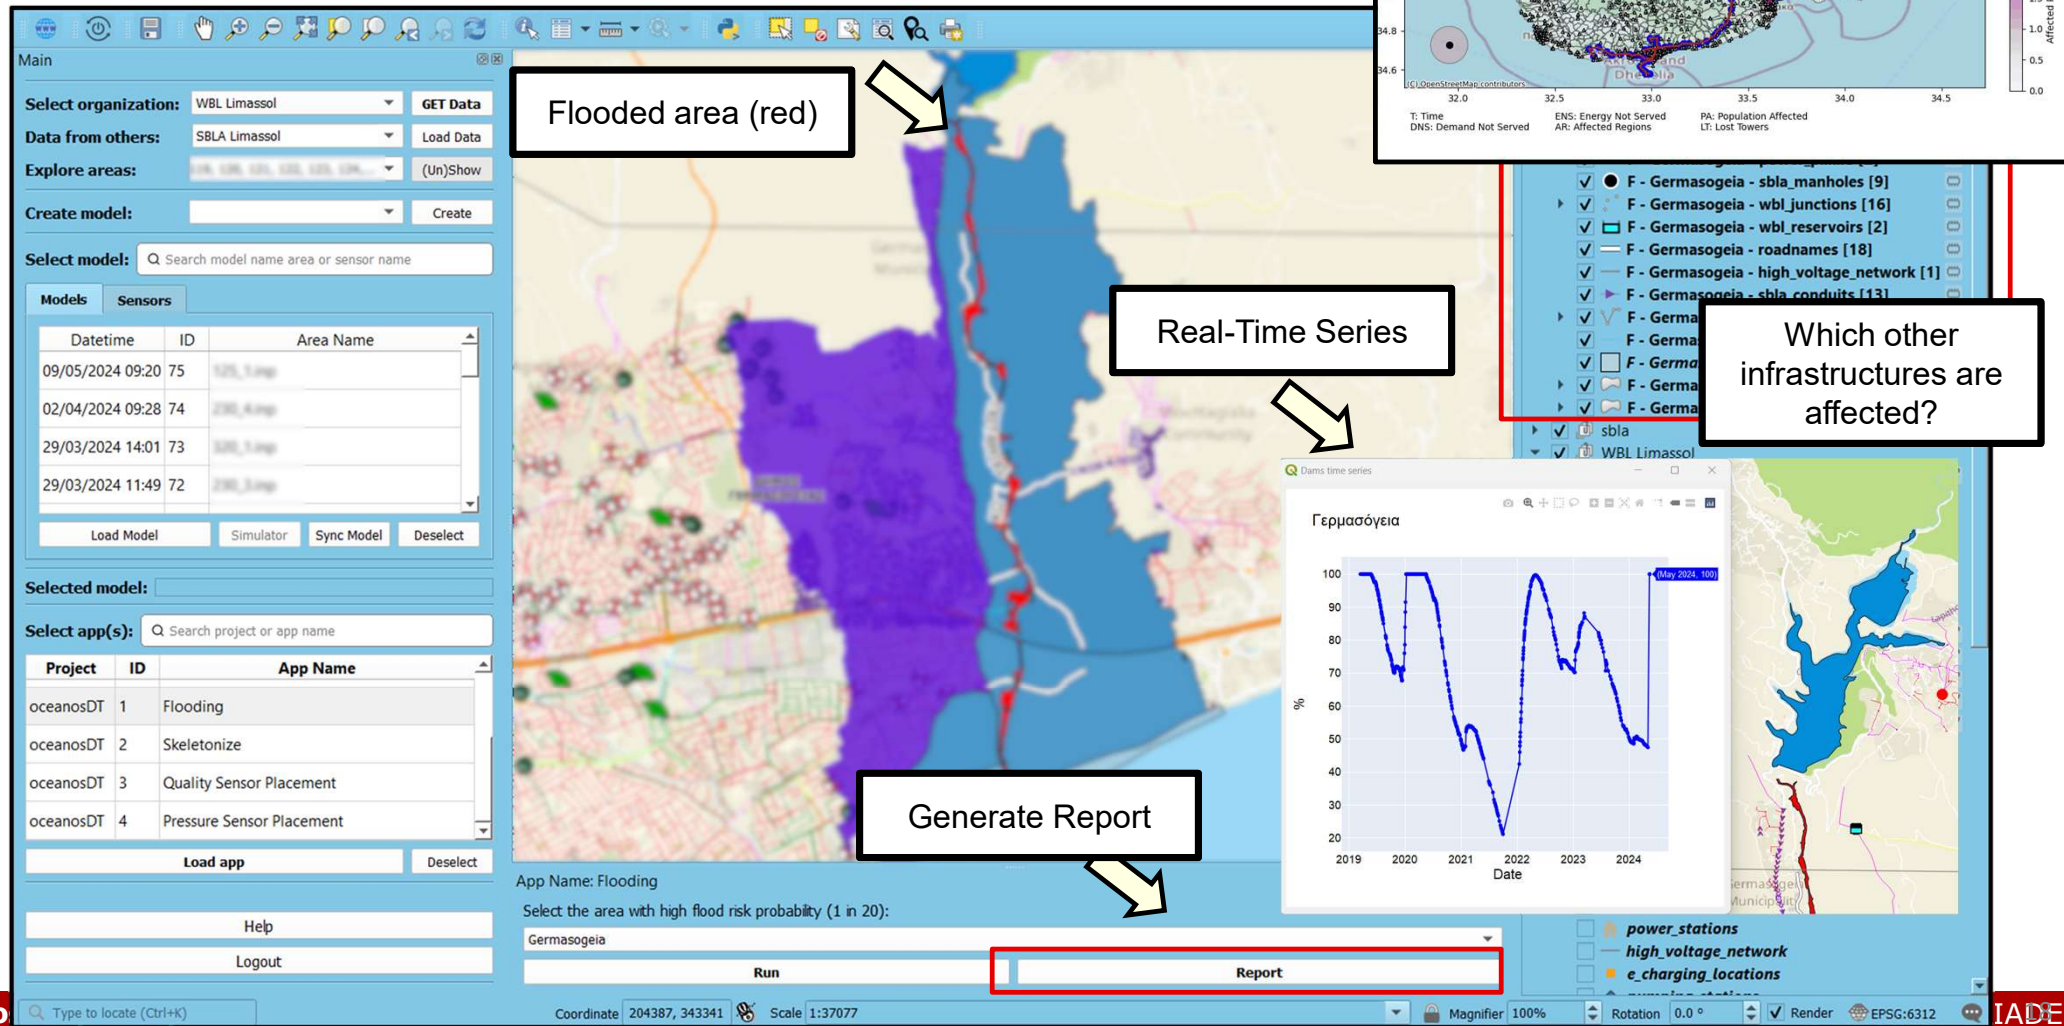 Main
Select organization: WBL Limassol GET Data
Data from others: SBLA Limassol Load Data
Explore areas: (Un)Show
Create model: Create
Select model: Search model name area or sensor name
Models Sensors
Datetime ID Area Name
09/05/2024 09:20 75
02/04/2024 09:28 74
29/03/2024 14:01 73
29/03/2024 11:49 72
Load Model Simulator Sync Model Deselect
Selected model:
Select app(s): Search project or app name
Project ID App Name
oceanosDT 1 Flooding
oceanosDT 2 Skeletonize
oceanosDT 3 Quality Sensor Placement
oceanosDT 4 Pressure Sensor Placement
Load app Deselect
Help
Logout
Type to locate (Ctrl+K)
Flooded area (red)
Real-Time Series
Generate Report
App Name: Flooding
Select the area with high flood risk probability (1 in 20):
Germasogeia
Run Report
Coordinate 204387, 343341 Scale 1:37077 Magnifier 100% Rotation 0.0 ° Render EPSG:6312
34.8
34.6
(C) OpenStreetMap contributors
32.0 32.5 33.0 33.5 34.0 34.5
1.0
0.5
0.0
T: Time ENS: Energy Not Served PA: Population Affected
DNS: Demand Not Served AR: Affected Regions LT: Lost Towers
F - Germasogeia - sbla_manholes [9]
F - Germasogeia - wbl_junctions [16]
F - Germasogeia - wbl_reservoirs [2]
F - Germasogeia - roadnames [18]
F - Germasogeia - high_voltage_network [1]
F - Germasogeia - sbla_conduits [13]
F - Germa
F - Germa
F - Germa
F - Germa
F - Germa
sbla
WBL Limassol
Which other
infrastructures are
affected?
Dams time series
Γερμασόγεια
(May 2024, 100)
100
90
80
70
60
50
40
30
20
%
2019 2020 2021 2022 2023 2024
Date
power_stations
high_voltage_network
e_charging_locations
18